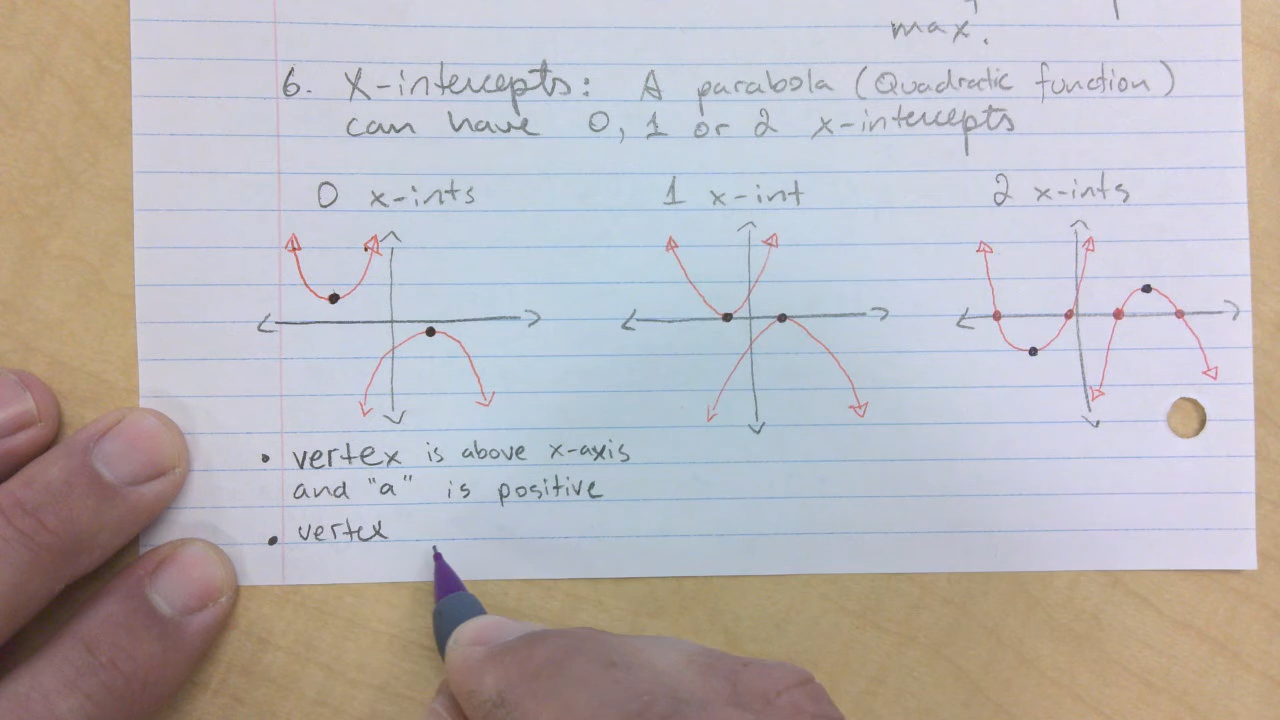 max.
6. X-intercepts: A parabola (Quadratic function)
can have 0, 1 or 2 x-intercepts
0 x-ints 1 x-int 2 x-ints
• vertex is above x-axis
and "a" is positive
• vertex